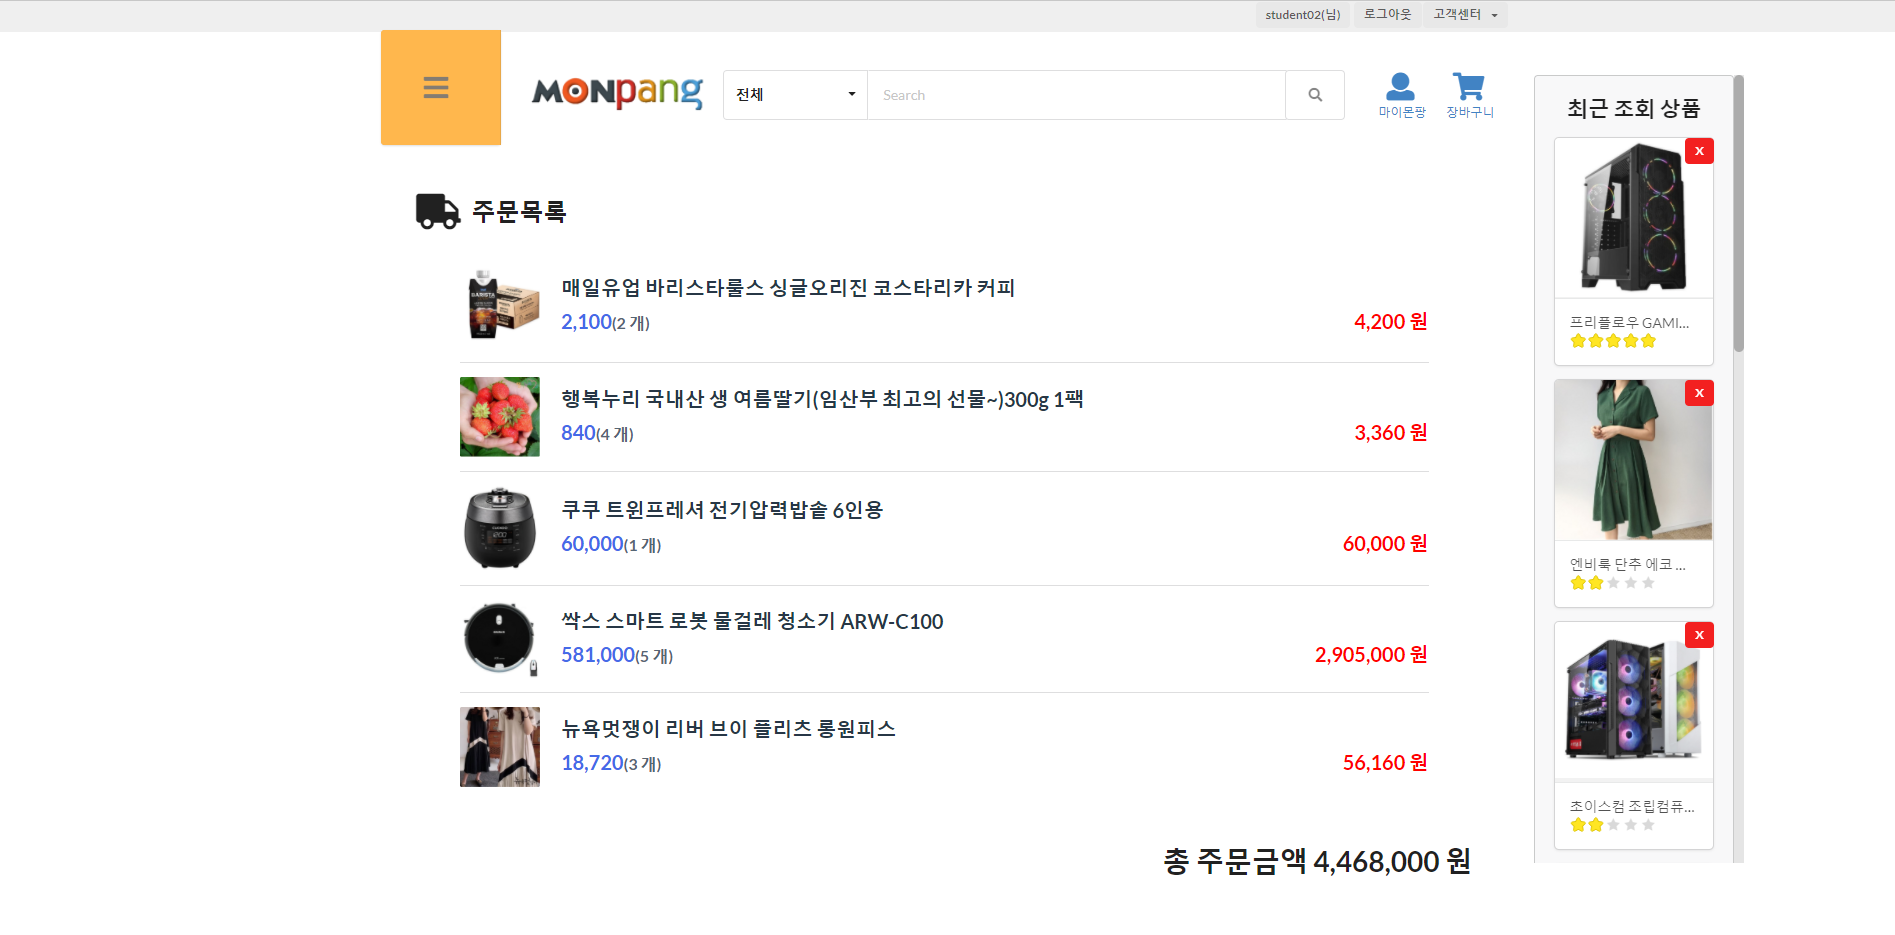 student02(님) 로그아웃 고객센터
MONpang
전체
Search
마이몬팡
장바구니
최근 조회 상품
주문목록
매일유업 바리스타룰스 싱글오리진 코스타리카 커피
2,100(2 개)
4,200 원
행복누리 국내산 생 여름딸기(임산부 최고의 선물~)300g 1팩
840(4 개)
3,360 원
쿠쿠 트윈프레셔 전기압력밥솥 6인용
60,000(1 개)
60,000 원
싹스 스마트 로봇 물걸레 청소기 ARW-C100
581,000(5 개)
2,905,000 원
뉴욕멋쟁이 리버 브이 플리츠 롱원피스
18,720(3 개)
56,160 원
총 주문금액 4,468,000 원
x
프리플로우 GAMI...
x
엔비룩 단추 에코 ...
x
초이스컴 조립컴퓨...